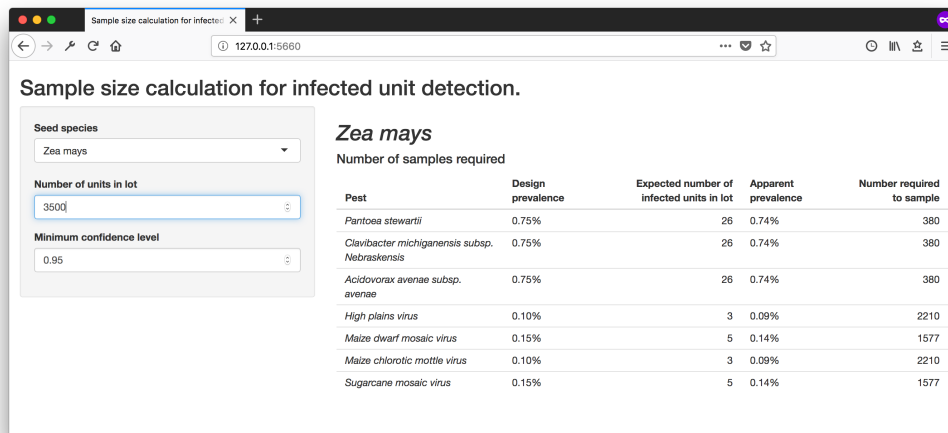 Sample size calculation for infected
127.0.0.1:5660
Sample size calculation for infected unit detection.
Seed species
Zea mays
Number of units in lot
3500
Minimum confidence level
0.95
Zea mays
Number of samples required
Pest Design prevalence Expected number of infected units in lot Apparent prevalence Number required to sample
Pantoea stewartii 0.75% 26 0.74% 380
Clavibacter michiganensis subsp. Nebraskensis 0.75% 26 0.74% 380
Acidovorax avenae subsp. avenae 0.75% 26 0.74% 380
High plains virus 0.10% 3 0.09% 2210
Maize dwarf mosaic virus 0.15% 5 0.14% 1577
Maize chlorotic mottle virus 0.10% 3 0.09% 2210
Sugarcane mosaic virus 0.15% 5 0.14% 1577